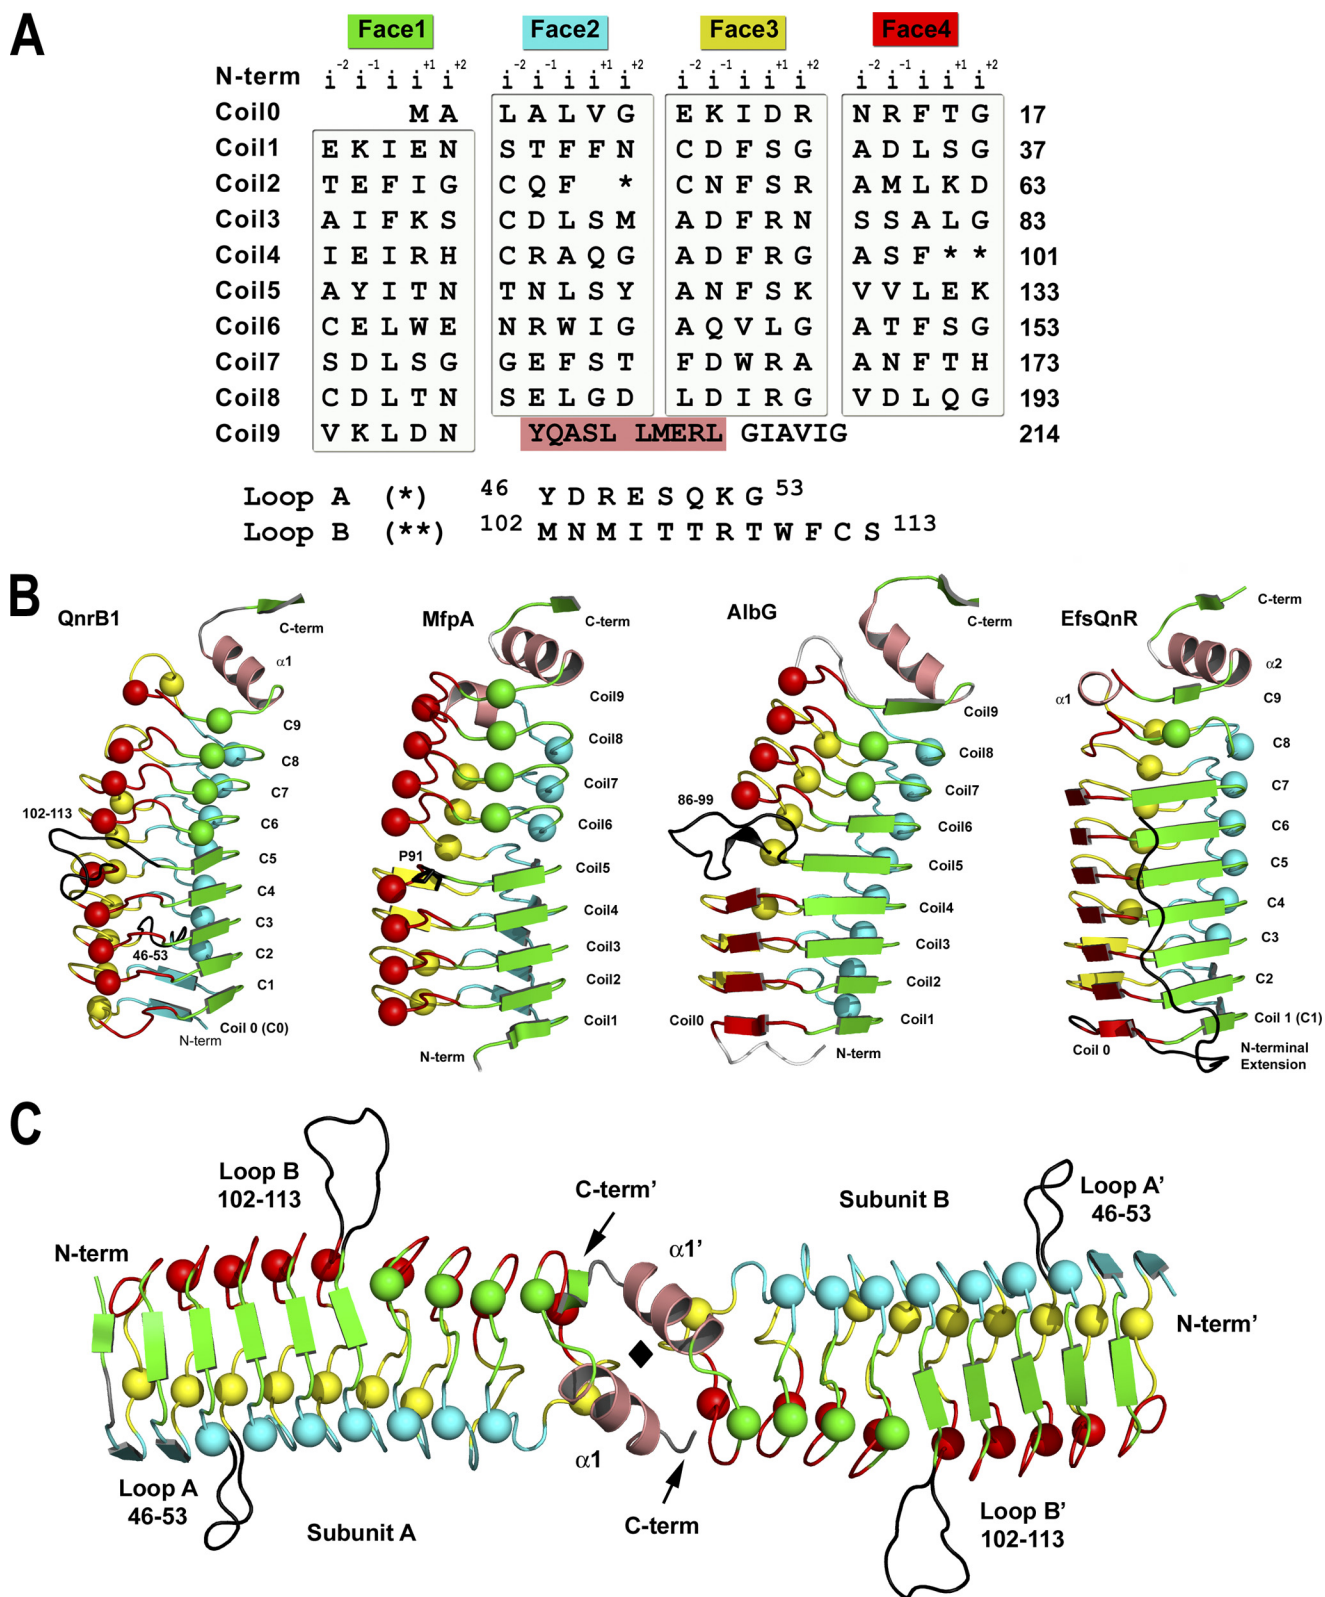 A
Face1 Face2 Face3 Face4
N-term i-2 i-1 i i+1 i+2 i-2 i-1 i i+1 i+2 i-2 i-1 i i+1 i+2 i-2 i-1 i i+1 i+2
Coil0 M A L A L V G E K I D R N R F T G 17
Coil1 E K I E N S T F F N C D F S G A D L S G 37
Coil2 T E F I G C Q F * C N F S R A M L K D 63
Coil3 A I F K S C D L S M A D F R N S S A L G 83
Coil4 I E I R H C R A Q G A D F R G A S F * * 101
Coil5 A Y I T N T N L S Y A N F S K V V L E K 133
Coil6 C E L W E N R W I G A Q V L G A T F S G 153
Coil7 S D L S G G E F S T F D W R A A N F T H 173
Coil8 C D L T N S E L G D L D I R G V D L Q G 193
Coil9 V K L D N YQASL LMERL GIAVIG 214
Loop A (*) 46 Y D R E S Q K G 53
Loop B (**) 102 M N M I T T R T W F C S 113
B
QnrB1
C-term
α1
C9
C8
C7
102-113
C6
C5
C4
C3
46-53
C2
C1
Coil 0 (C0)
N-term
MfpA
C-term
Coil9
Coil8
Coil7
Coil6
P91
Coil5
Coil4
Coil3
Coil2
Coil1
N-term
AlbG
C-term
Coil9
Coil8
Coil7
86-99
Coil6
Coil5
Coil4
Coil3
Coil2
Coil0
Coil1
N-term
EfsQnR
C-term
α2
α1
C9
C8
C7
C6
C5
C4
C3
C2
Coil 1 (C1)
Coil 0
N-terminal
Extension
C
Loop B
102-113
N-term
C-term’
α1’
Subunit B
Loop A’
46-53
N-term’
Loop A
46-53
Subunit A
α1
C-term
Loop B’
102-113